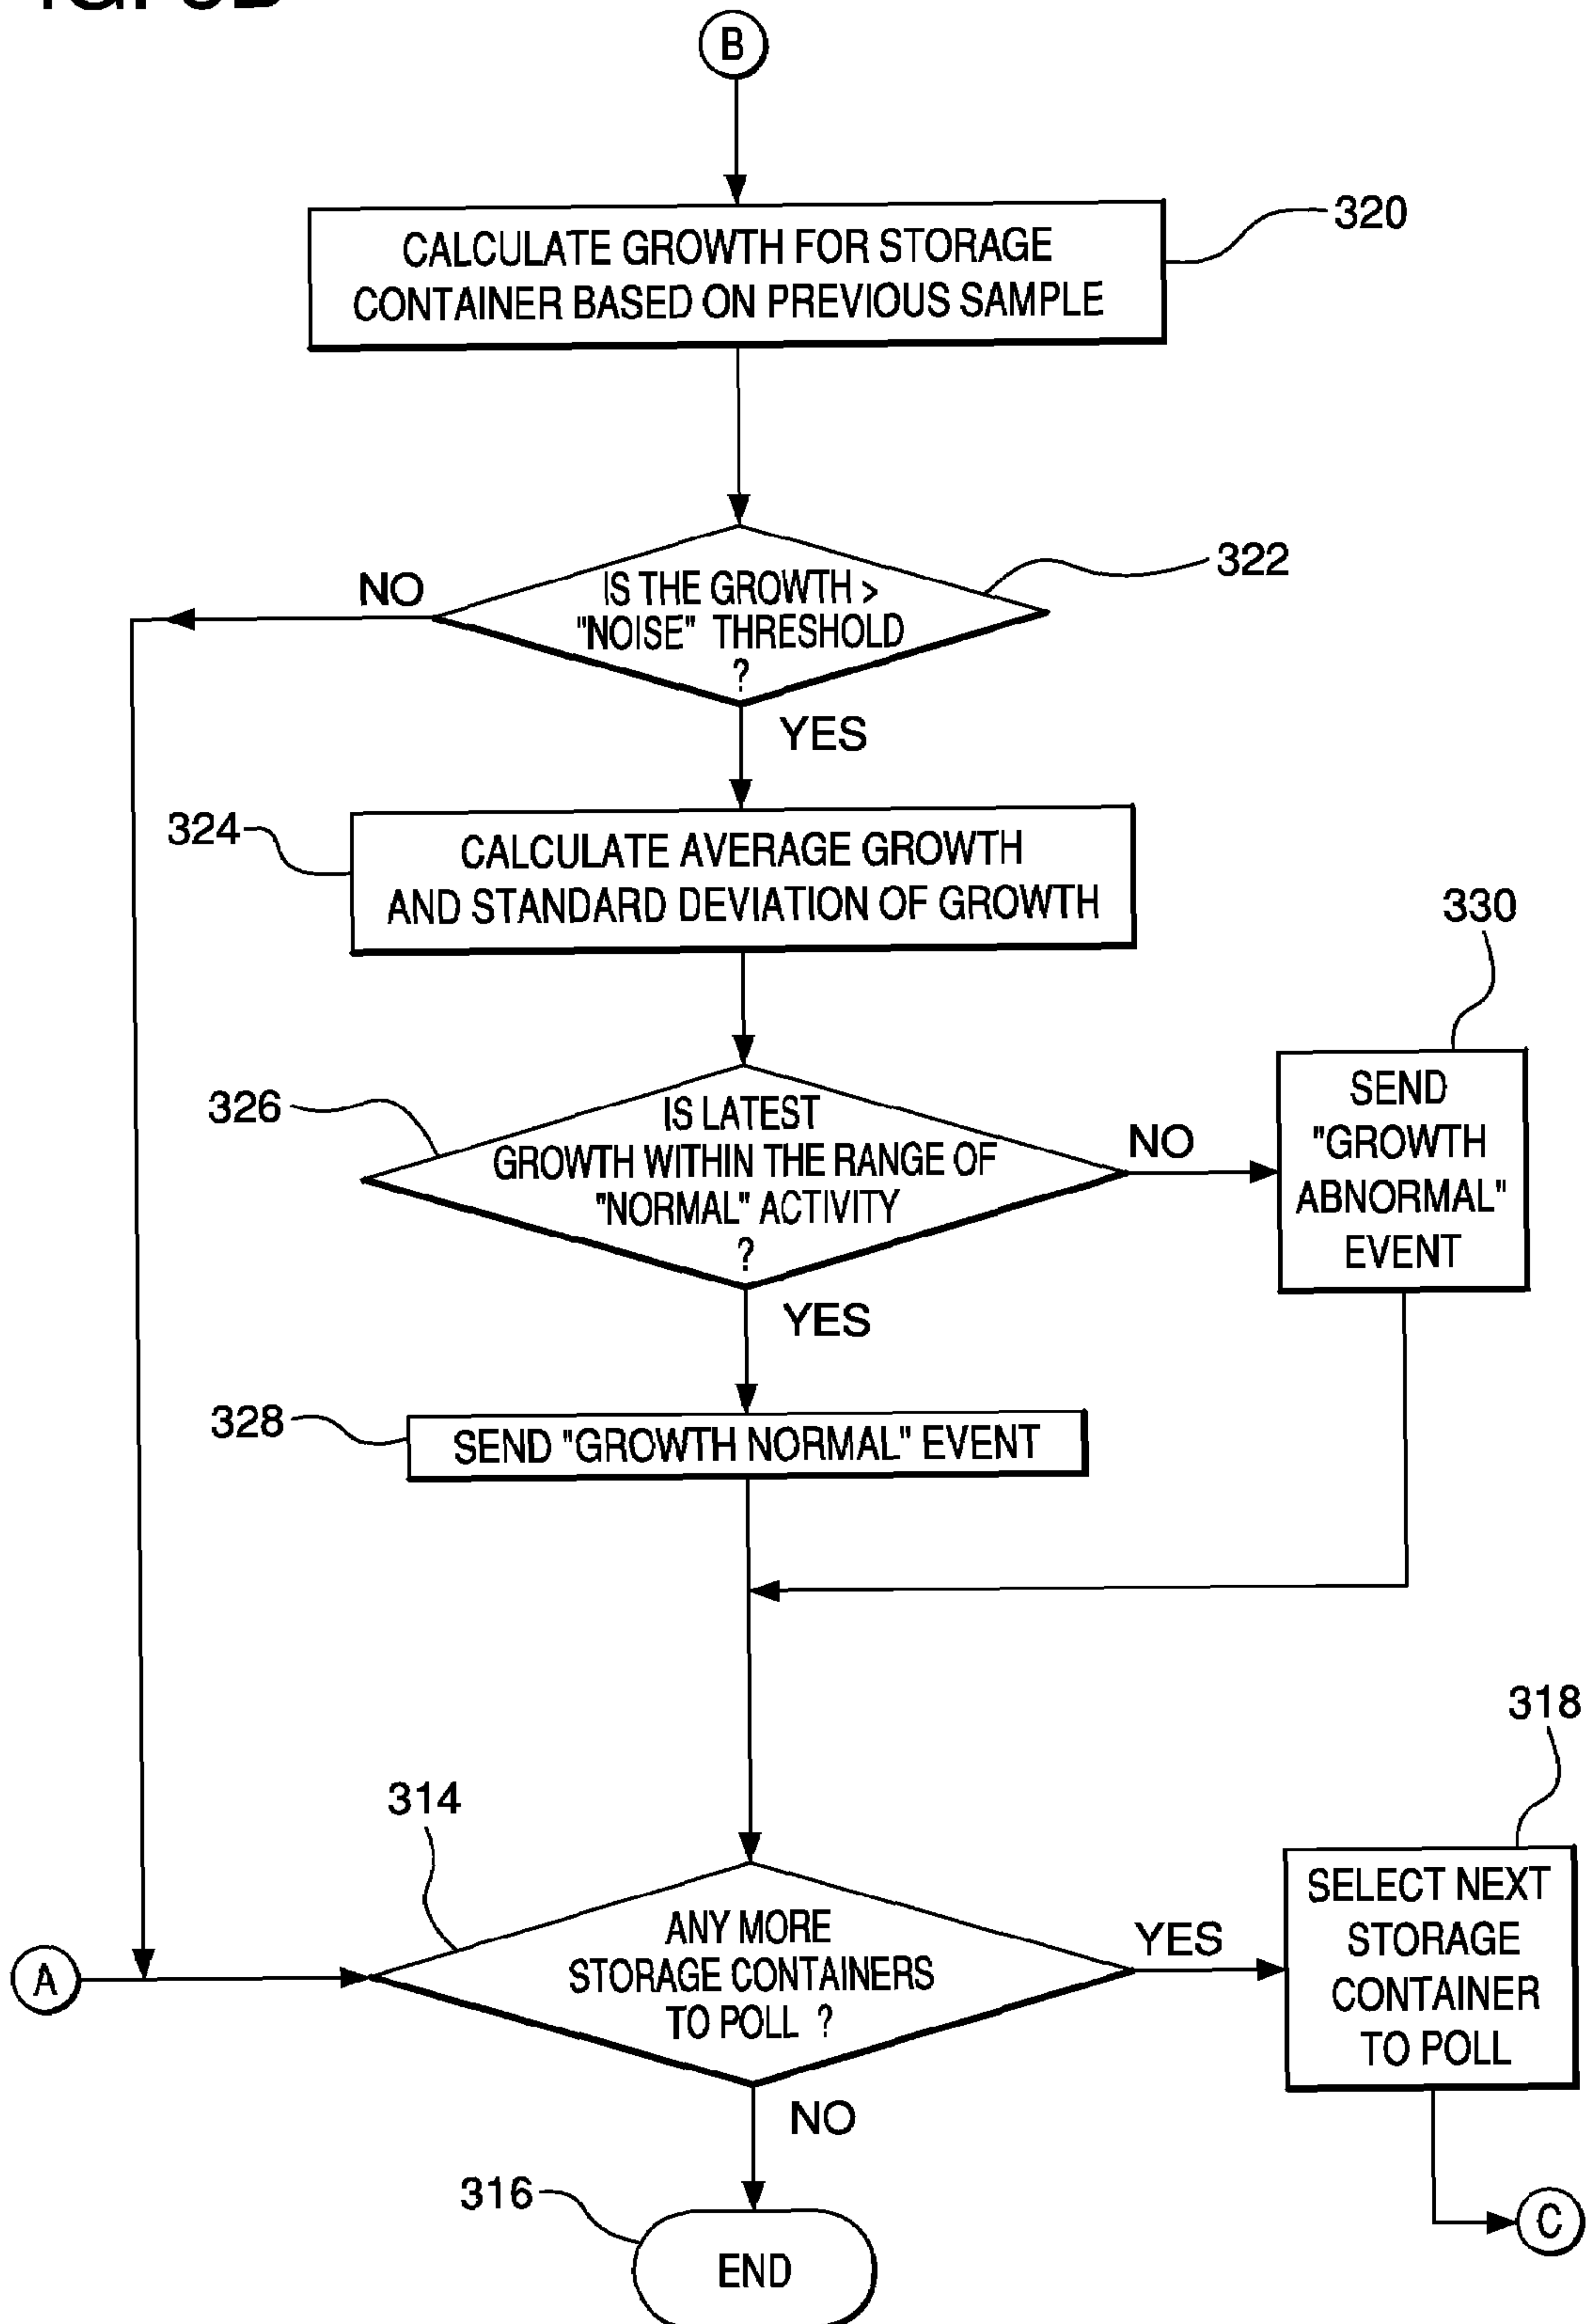 B
CALCULATE GROWTH FOR STORAGE
CONTAINER BASED ON PREVIOUS SAMPLE
320
IS THE GROWTH >
"NOISE" THRESHOLD
?
322
NO
YES
324
CALCULATE AVERAGE GROWTH
AND STANDARD DEVIATION OF GROWTH
330
326
IS LATEST
GROWTH WITHIN THE RANGE OF
"NORMAL" ACTIVITY
?
NO
SEND
"GROWTH
ABNORMAL"
EVENT
YES
328
SEND "GROWTH NORMAL" EVENT
318
314
A
ANY MORE
STORAGE CONTAINERS
TO POLL ?
YES
SELECT NEXT
STORAGE
CONTAINER
TO POLL
NO
316
END
C